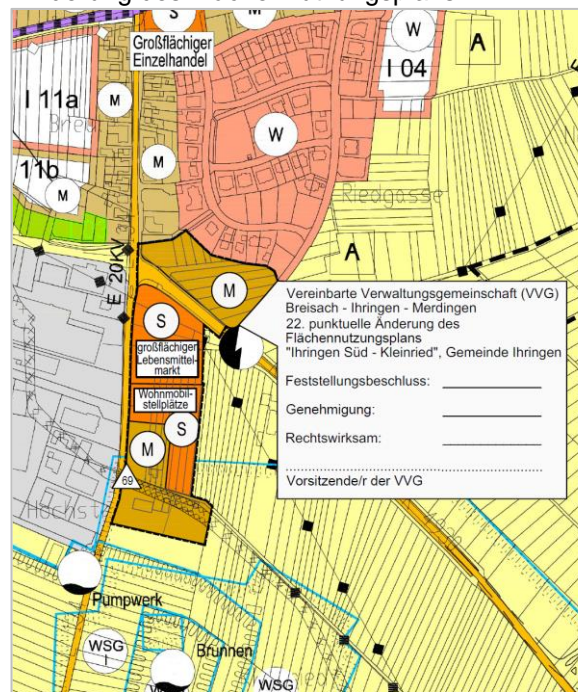 S
M
Großflächiger
Einzelhandel
W
A
I 04
I 11a
M
M
W
11b
M
Riedgasse
A
E 20KV
M
S
großflächiger
Lebensmittel-
markt
Wohnmobil-
stellplätze
S
M
69
Vereinbarte Verwaltungsgemeinschaft (VVG)
Breisach - Ihringen - Merdingen
22. punktuelle Änderung des
Flächennutzungsplans
"Ihringen Süd - Kleinried", Gemeinde Ihringen
Feststellungsbeschluss:
Genehmigung:
Rechtswirksam:
Vorsitzende/r der VVG
Pumpwerk
WSG
I
Brunnen
WSG